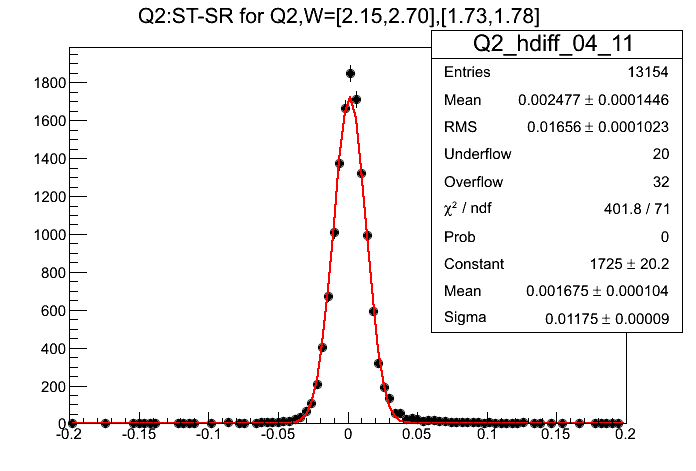 Q2:ST-SR for Q2,W=[2.15,2.70],[1.73,1.78]
Q2_hdiff_04_11
Entries 13154
Mean 0.002477 ± 0.0001446
RMS 0.01656 ± 0.0001023
Underflow 20
Overflow 32
χ² / ndf 401.8 / 71
Prob 0
Constant 1725 ± 20.2
Mean 0.001675 ± 0.000104
Sigma 0.01175 ± 0.00009
1800
1600
1400
1200
1000
800
600
400
200
0
-0.2 -0.15 -0.1 -0.05 0 0.05 0.1 0.15 0.2